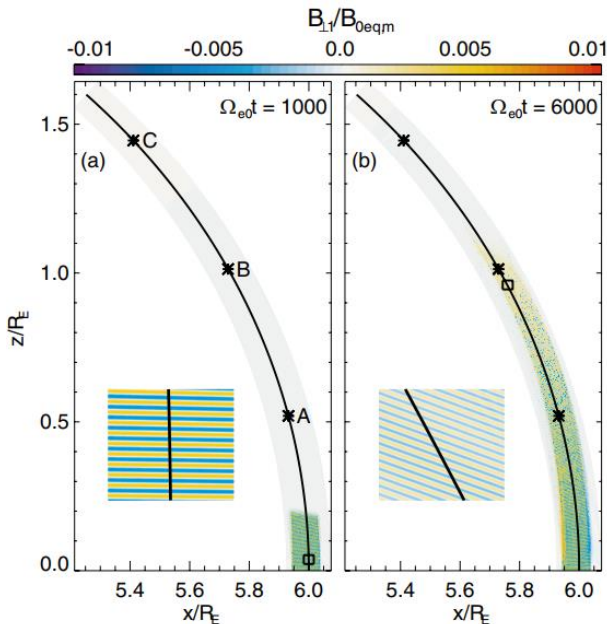 B⊥1/B0eqm
-0.01 -0.005 0.0 0.005 0.01
Ωe0t = 1000
Ωe0t = 6000
(a)
(b)
C
B
A
z/RE
1.5
1.0
0.5
0.0
5.4 5.6 5.8 6.0
5.4 5.6 5.8 6.0
x/RE
x/RE